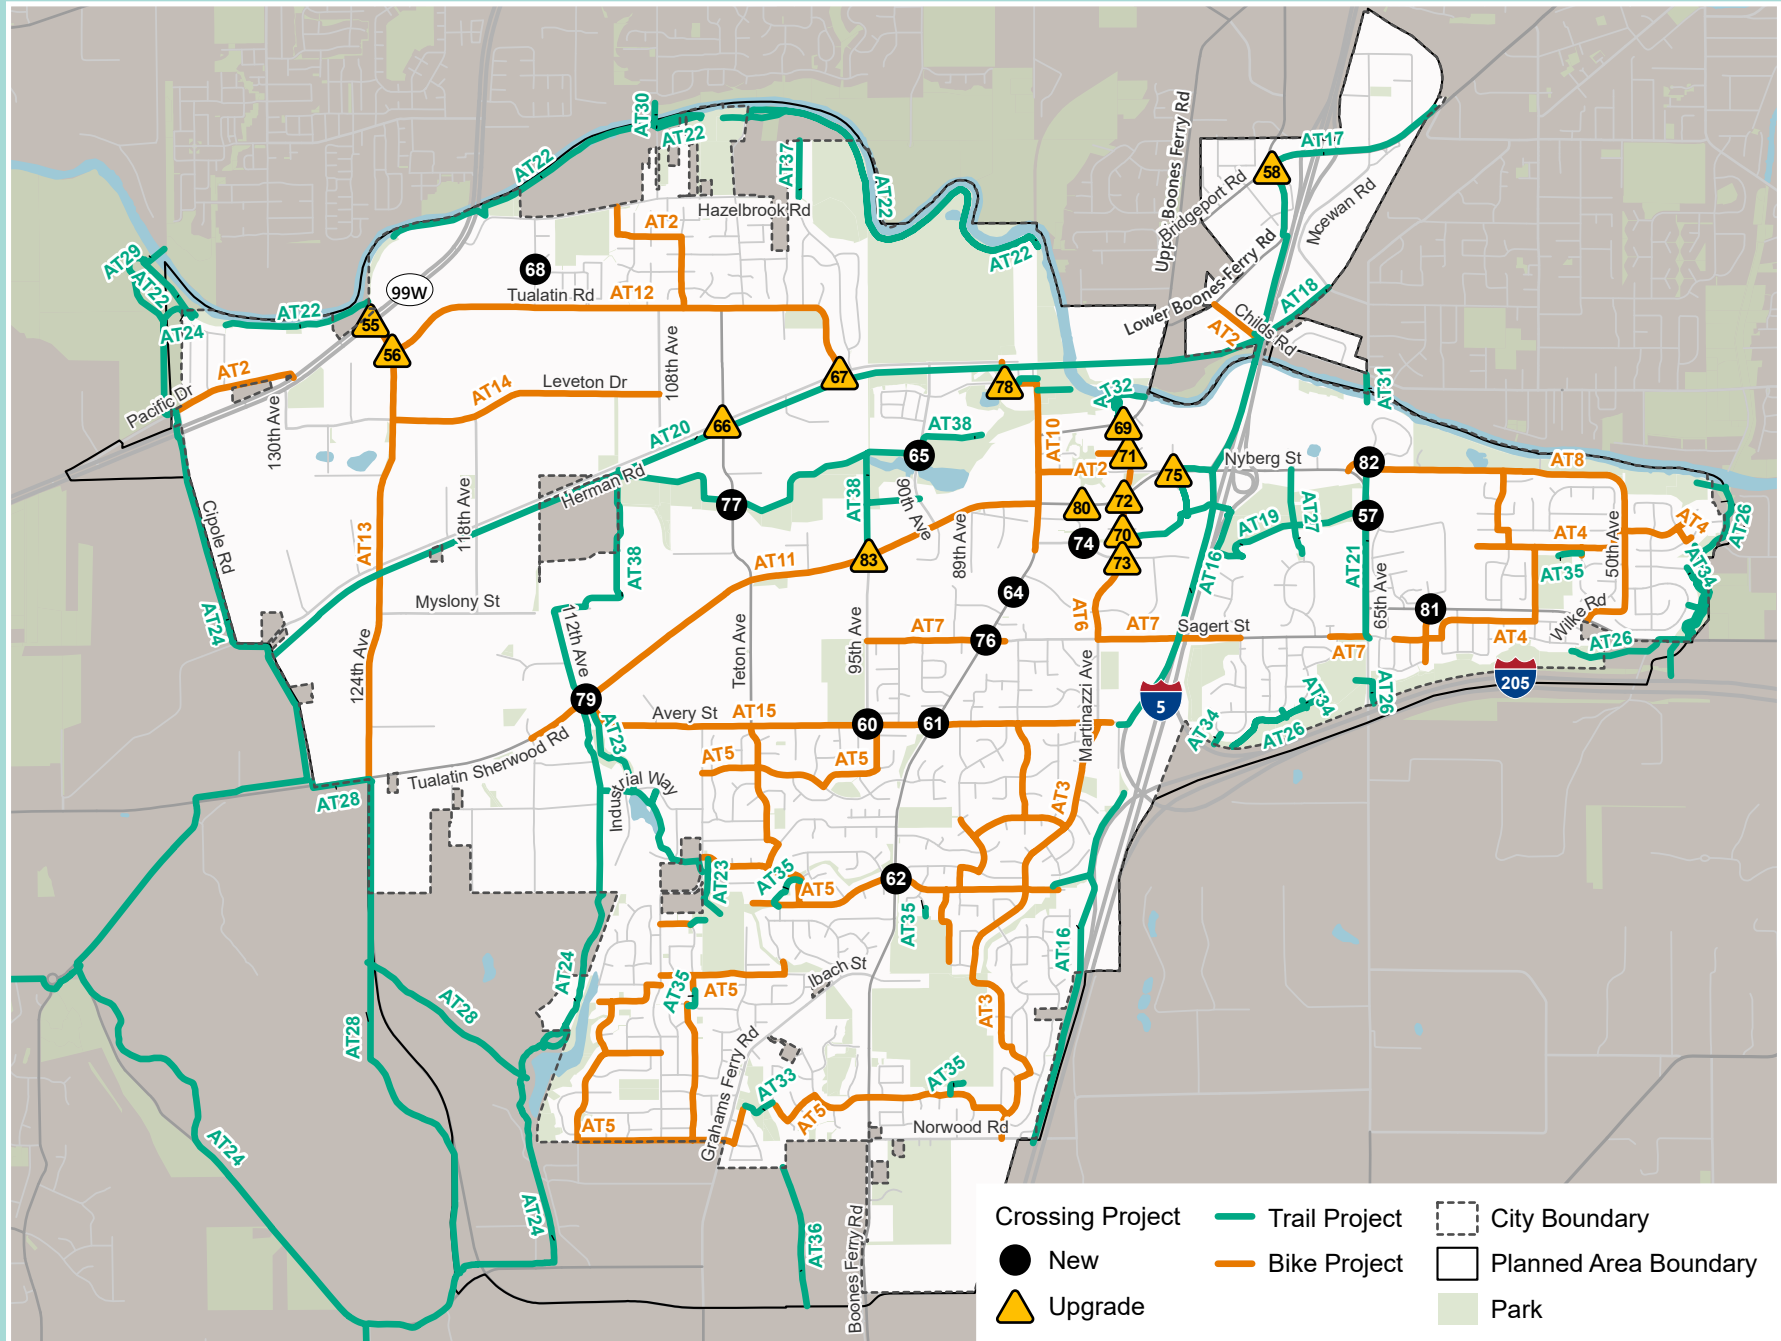 AT30
AT22
AT22
AT37
AT22
AT17
58
Upper Boones Ferry Rd
Bridgeport Rd
Mcewan Rd
Hazelbrook Rd
AT2
AT22
AT29
AT22
68
99W
Tualatin Rd
AT12
Lower Boones Ferry Rd
AT18
Childs Rd
AT2
AT22
55
AT24
56
108th Ave
67
AT2
Pacific Dr
AT14
Leveton Dr
78
AT32
AT31
130th Ave
66
AT20
AT38
69
AT10
71
65
AT2
75
Nyberg St
82
AT8
Herman Rd
118th Ave
77
AT38
90th Ave
80
72
AT27
57
AT26
Cipole Rd
AT13
AT19
AT4
AT4
70
74
73
83
89th Ave
AT11
AT38
AT16
AT21
65th Ave
AT35
50th Ave
AT34
Myslony St
64
81
AT24
112th Ave
AT6
AT7
76
AT7
Sagert St
AT7
AT4
Wilke Rd
AT26
124th Ave
Teton Ave
95th Ave
Martinazzi Ave
205
79
AT23
Avery St
AT15
60
61
5
AT34
AT34
AT26
AT26
Tualatin Sherwood Rd
AT5
AT5
AT28
Industrial Way
AT3
AT23
AT35
AT5
62
AT35
AT16
AT24
Ibach St
AT35
AT5
AT3
AT28
AT28
Grahams Ferry Rd
AT33
AT35
AT5
AT5
Norwood Rd
AT24
AT24
AT36
Boones Ferry Rd
Crossing Project
New
Upgrade
Trail Project
Bike Project
City Boundary
Planned Area Boundary
Park